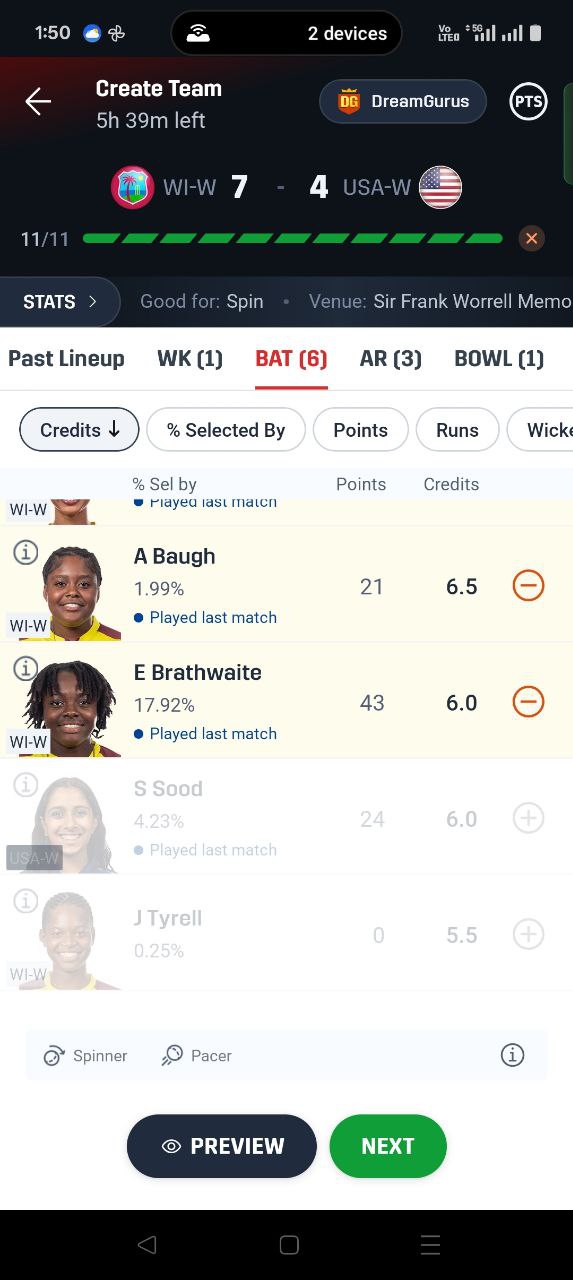 1:50
2 devices
Vo
LTE
5G
Create Team
5h 39m left
DG
DreamGurus
PTS
WI-W 7 - 4 USA-W
11/11
STATS
Good for: Spin • Venue: Sir Frank Worrell Memo
Past Lineup WK (1) BAT (6) AR (3) BOWL (1)
Credits ↓ % Selected By Points Runs Wicke
% Sel by Points Credits
WI-W
Played last match
A Baugh
1.99% 21 6.5
WI-W
Played last match
E Brathwaite
17.92% 43 6.0
WI-W
Played last match
S Sood
4.23% 24 6.0
USA-W
Played last match
J Tyrell
0.25% 0 5.5
WI-W
Spinner Pacer
PREVIEW NEXT